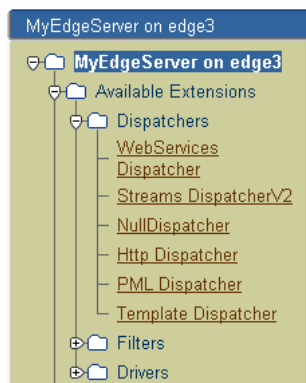 MyEdgeServer on edge3
MyEdgeServer on edge3
Available Extensions
Dispatchers
WebServices
Dispatcher
Streams DispatcherV2
NullDispatcher
Http Dispatcher
PML Dispatcher
Template Dispatcher
Filters
Drivers